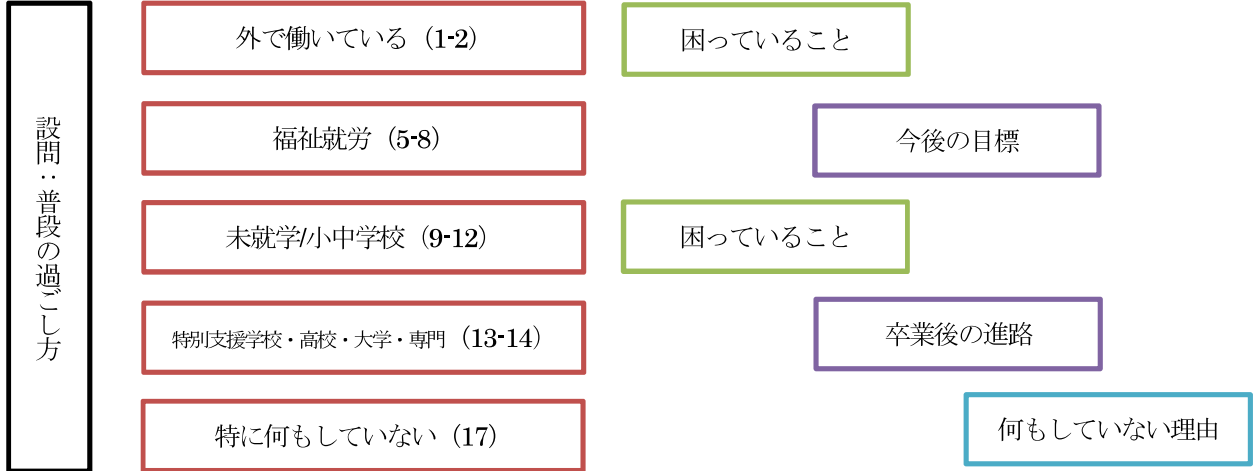 設問：普段の過ごし方
外で働いている（1-2）
困っていること
福祉就労（5-8）
今後の目標
未就学/小中学校（9-12）
困っていること
特別支援学校・高校・大学・専門（13-14）
卒業後の進路
特に何もしていない（17）
何もしていない理由